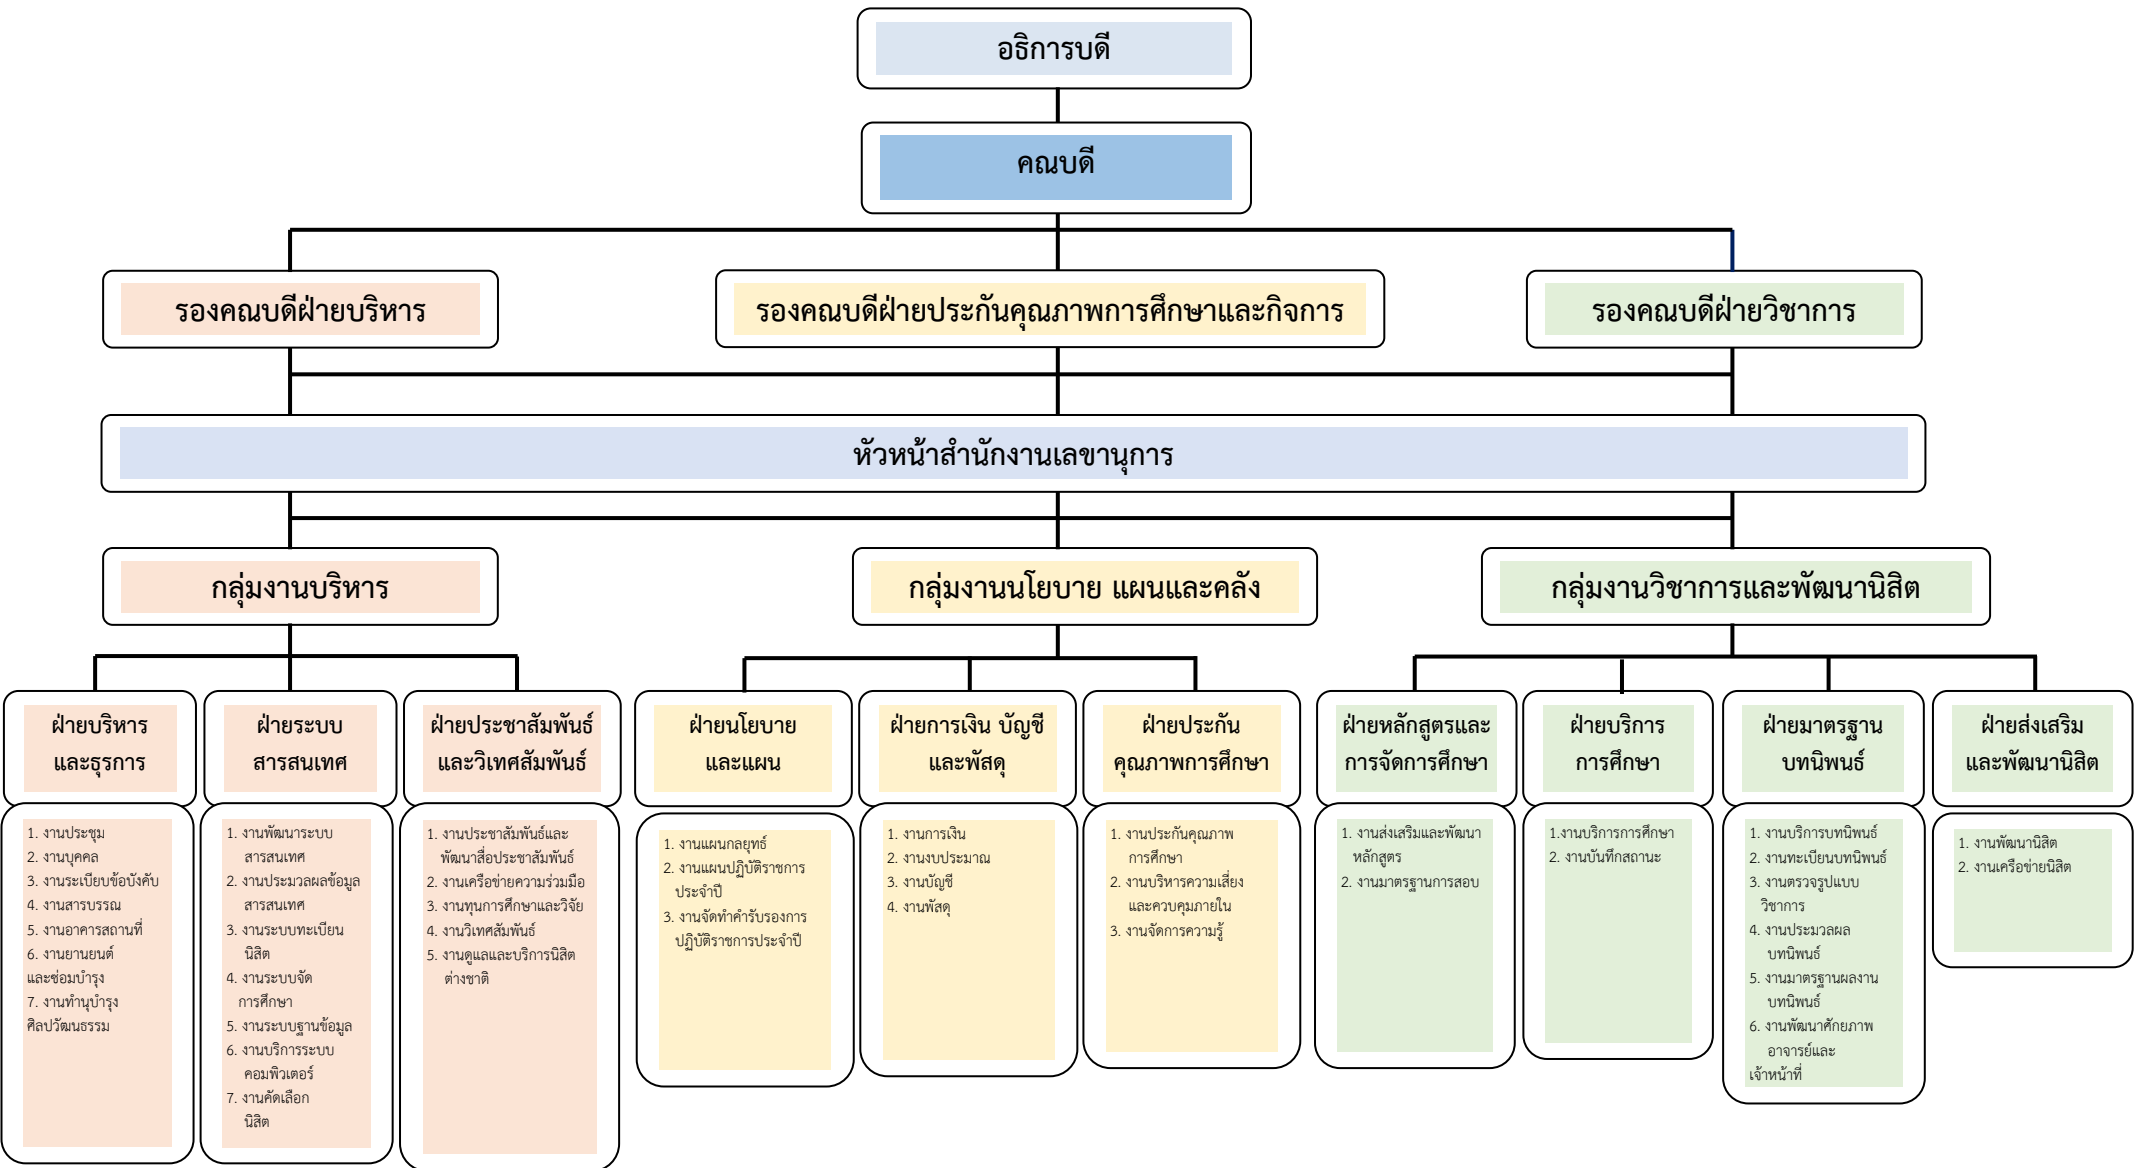 อธิการบดี
คณบดี
รองคณบดีฝ่ายบริหาร
รองคณบดีฝ่ายประกันคุณภาพการศึกษาและกิจการ
รองคณบดีฝ่ายวิชาการ
หัวหน้าสำนักงานเลขานุการ
กลุ่มงานบริหาร
กลุ่มงานนโยบาย แผนและคลัง
กลุ่มงานวิชาการและพัฒนานิสิต
ฝ่ายบริหาร
และธุรการ
1. งานประชุม
2. งานบุคคล
3. งานระเบียบข้อบังคับ
4. งานสารบรรณ
5. งานอาคารสถานที่
6. งานยานยนต์
และซ่อมบำรุง
7. งานทำนุบำรุง
ศิลปวัฒนธรรม
ฝ่ายระบบ
สารสนเทศ
1. งานพัฒนาระบบ
สารสนเทศ
2. งานประมวลผลข้อมูล
สารสนเทศ
3. งานระบบทะเบียน
นิสิต
4. งานระบบจัด
การศึกษา
5. งานระบบฐานข้อมูล
6. งานบริการระบบ
คอมพิวเตอร์
7. งานคัดเลือก
นิสิต
ฝ่ายประชาสัมพันธ์
และวิเทศสัมพันธ์
1. งานประชาสัมพันธ์และ
พัฒนาสื่อประชาสัมพันธ์
2. งานเครือข่ายความร่วมมือ
3. งานทุนการศึกษาและวิจัย
4. งานวิเทศสัมพันธ์
5. งานดูแลและบริการนิสิต
ต่างชาติ
ฝ่ายนโยบาย
และแผน
1. งานแผนกลยุทธ์
2. งานแผนปฏิบัติราชการ
ประจำปี
3. งานจัดทำคำรับรองการ
ปฏิบัติราชการประจำปี
ฝ่ายการเงิน บัญชี
และพัสดุ
1. งานการเงิน
2. งานงบประมาณ
3. งานบัญชี
4. งานพัสดุ
ฝ่ายประกัน
คุณภาพการศึกษา
1. งานประกันคุณภาพ
การศึกษา
2. งานบริหารความเสี่ยง
และควบคุมภายใน
3. งานจัดการความรู้
ฝ่ายหลักสูตรและ
การจัดการศึกษา
1. งานส่งเสริมและพัฒนา
หลักสูตร
2. งานมาตรฐานการสอบ
ฝ่ายบริการ
การศึกษา
1.งานบริการการศึกษา
2. งานบันทึกสถานะ
ฝ่ายมาตรฐาน
บทนิพนธ์
1. งานบริการบทนิพนธ์
2. งานทะเบียนบทนิพนธ์
3. งานตรวจรูปแบบ
วิชาการ
4. งานประมวลผล
บทนิพนธ์
5. งานมาตรฐานผลงาน
บทนิพนธ์
6. งานพัฒนาศักยภาพ
อาจารย์และ
เจ้าหน้าที่
ฝ่ายส่งเสริม
และพัฒนานิสิต
1. งานพัฒนานิสิต
2. งานเครือข่ายนิสิต